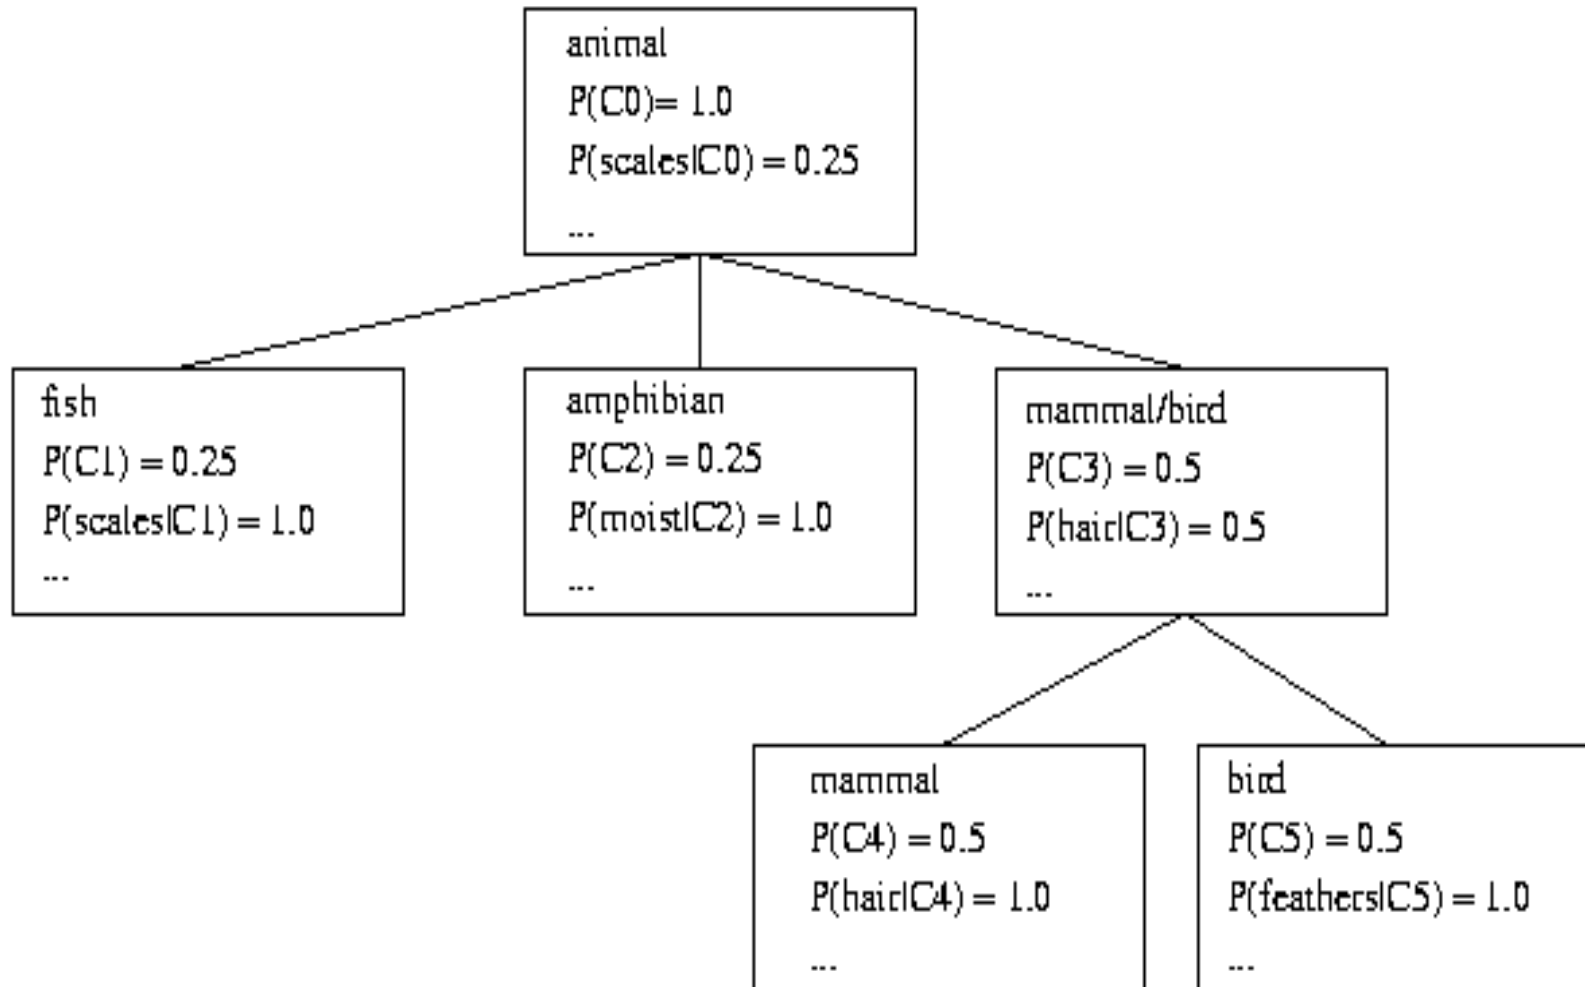 animal
P(C0)= 1.0
P(scales|C0) = 0.25
...
fish
P(C1) = 0.25
P(scales|C1) = 1.0
...
amphibian
P(C2) = 0.25
P(moist|C2) = 1.0
...
mammal/bird
P(C3) = 0.5
P(hair|C3) = 0.5
...
mammal
P(C4) = 0.5
P(hair|C4) = 1.0
...
bird
P(C5) = 0.5
P(feathers|C5) = 1.0
...